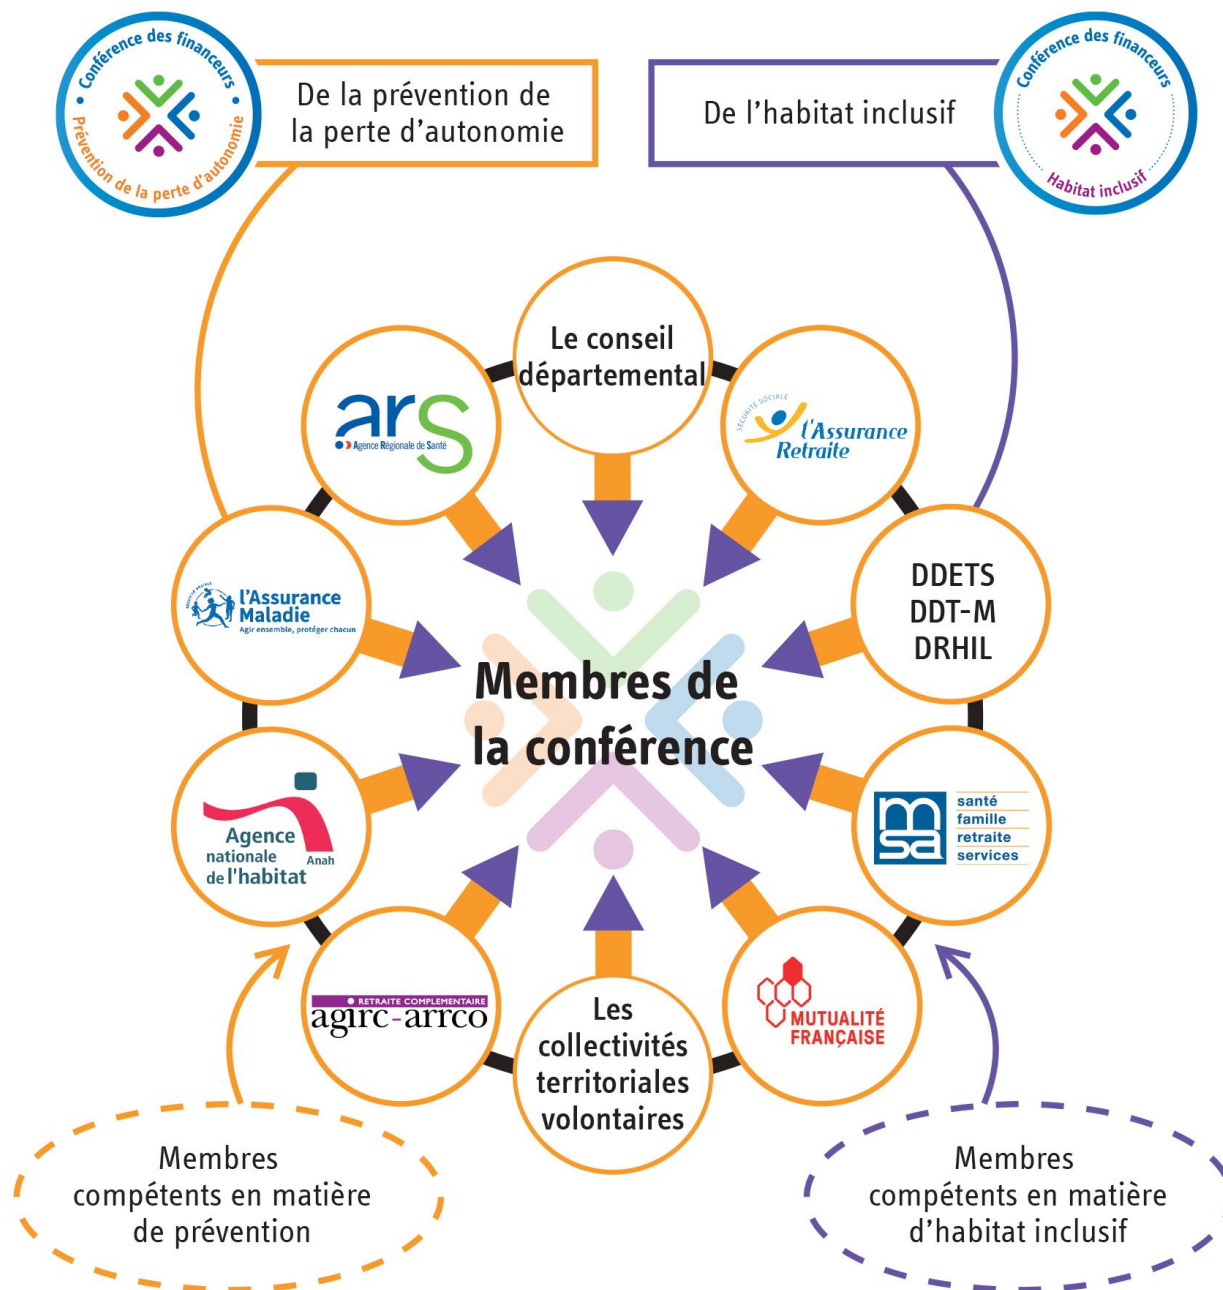 Conférence des financeurs
Prévention de la perte d'autonomie
De la prévention de
la perte d'autonomie
De l'habitat inclusif
Conférence des financeurs
Habitat inclusif
Le conseil
départemental
ars
Agence Régionale de Santé
SÉCURITÉ SOCIALE
l'Assurance
Retraite
l'Assurance
Maladie
Agir ensemble, protéger chacun
DDETS
DDT-M
DRHIL
Membres de
la conférence
Agence
nationale
de l'habitat
Anah
msa
santé
famille
retraite
services
RETRAITE COMPLEMENTAIRE
agirc-arrco
Les
collectivités
territoriales
volontaires
MUTUALITÉ
FRANÇAISE
Membres
compétents en matière
de prévention
Membres
compétents en matière
d'habitat inclusif